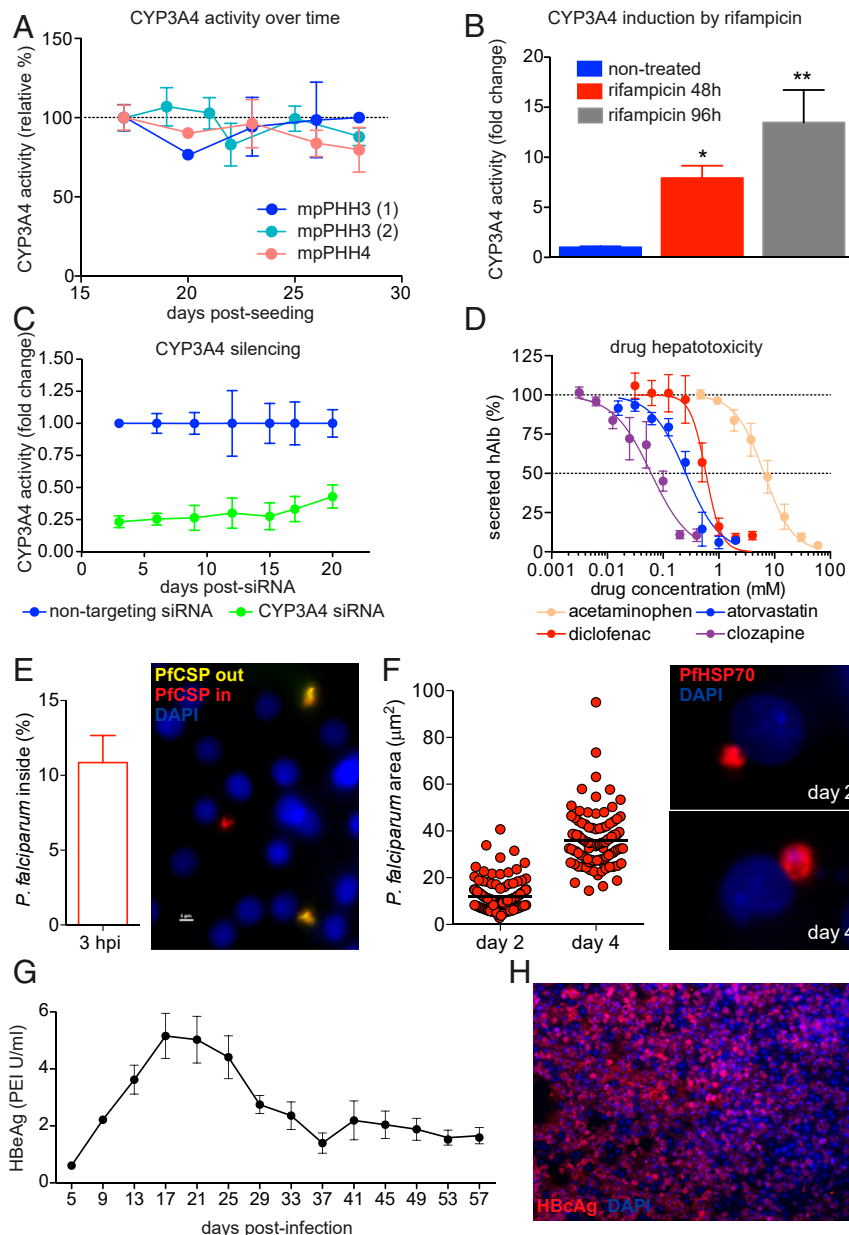 A
CYP3A4 activity over time
CYP3A4 activity (relative %)
150
100
50
0
15
20
25
30
days post-seeding
mpPHH3 (1)
mpPHH3 (2)
mpPHH4
B
CYP3A4 induction by rifampicin
CYP3A4 activity (fold change)
20
15
10
5
0
non-treated
rifampicin 48h
rifampicin 96h
*
**
C
CYP3A4 silencing
CYP3A4 activity (fold change)
1.50
1.25
1.00
0.75
0.50
0.25
0.00
0
5
10
15
20
days post-siRNA
non-targeting siRNA
CYP3A4 siRNA
D
drug hepatotoxicity
secreted hAlb (%)
125
100
75
50
25
0
0.001
0.01
0.1
1
10
100
drug concentration (mM)
acetaminophen
atorvastatin
diclofenac
clozapine
E
P. falciparum inside (%)
15
10
5
0
3 hpi
PfCSP out
PfCSP in
DAPI
F
P. falciparum area (μm²)
100
80
60
40
20
0
day 2
day 4
PfHSP70
DAPI
day 2
day 4
G
HBeAg (PEI U/ml)
6
4
2
0
5
9
13
17
21
25
29
33
37
41
45
49
53
57
days post-infection
H
HBcAg DAPI